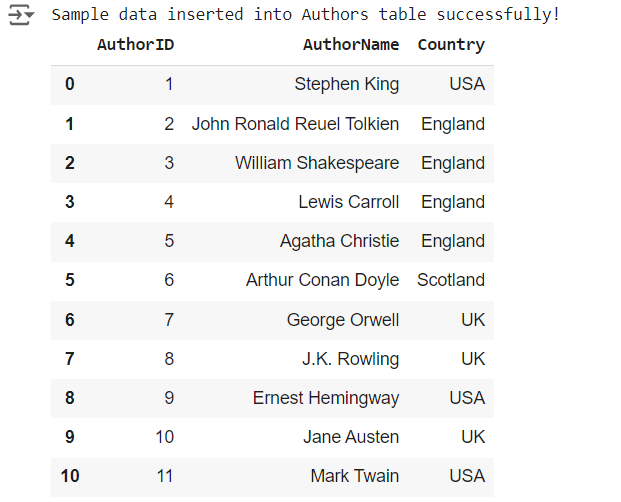 Sample data inserted into Authors table successfully!
AuthorID AuthorName Country
0 1 Stephen King USA
1 2 John Ronald Reuel Tolkien England
2 3 William Shakespeare England
3 4 Lewis Carroll England
4 5 Agatha Christie England
5 6 Arthur Conan Doyle Scotland
6 7 George Orwell UK
7 8 J.K. Rowling UK
8 9 Ernest Hemingway USA
9 10 Jane Austen UK
10 11 Mark Twain USA